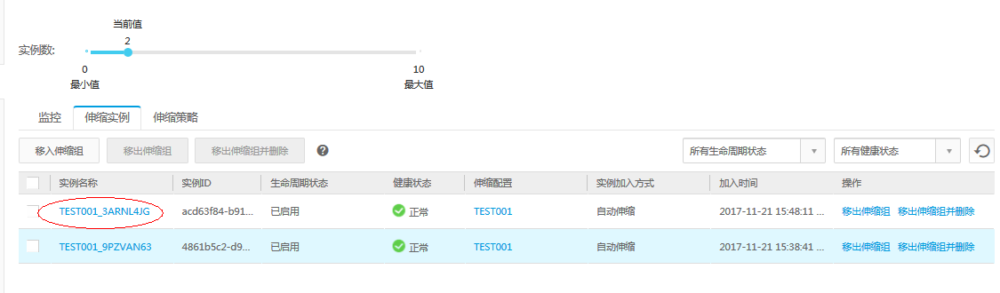 当前值
2
实例数:
0 10
最小值 最大值
监控 伸缩实例 伸缩策略
移入伸缩组 移出伸缩组 移出伸缩组并删除 ? 所有生命周期状态 所有健康状态
实例名称 实例ID 生命周期状态 健康状态 伸缩配置 实例加入方式 加入时间 操作
TEST001_3ARNL4JG acd63f84-b91... 已启用 正常 TEST001 自动伸缩 2017-11-21 15:48:11 ... 移出伸缩组 移出伸缩组并删除
TEST001_9PZVAN63 4861b5c2-d9... 已启用 正常 TEST001 自动伸缩 2017-11-21 15:38:41 ... 移出伸缩组 移出伸缩组并删除